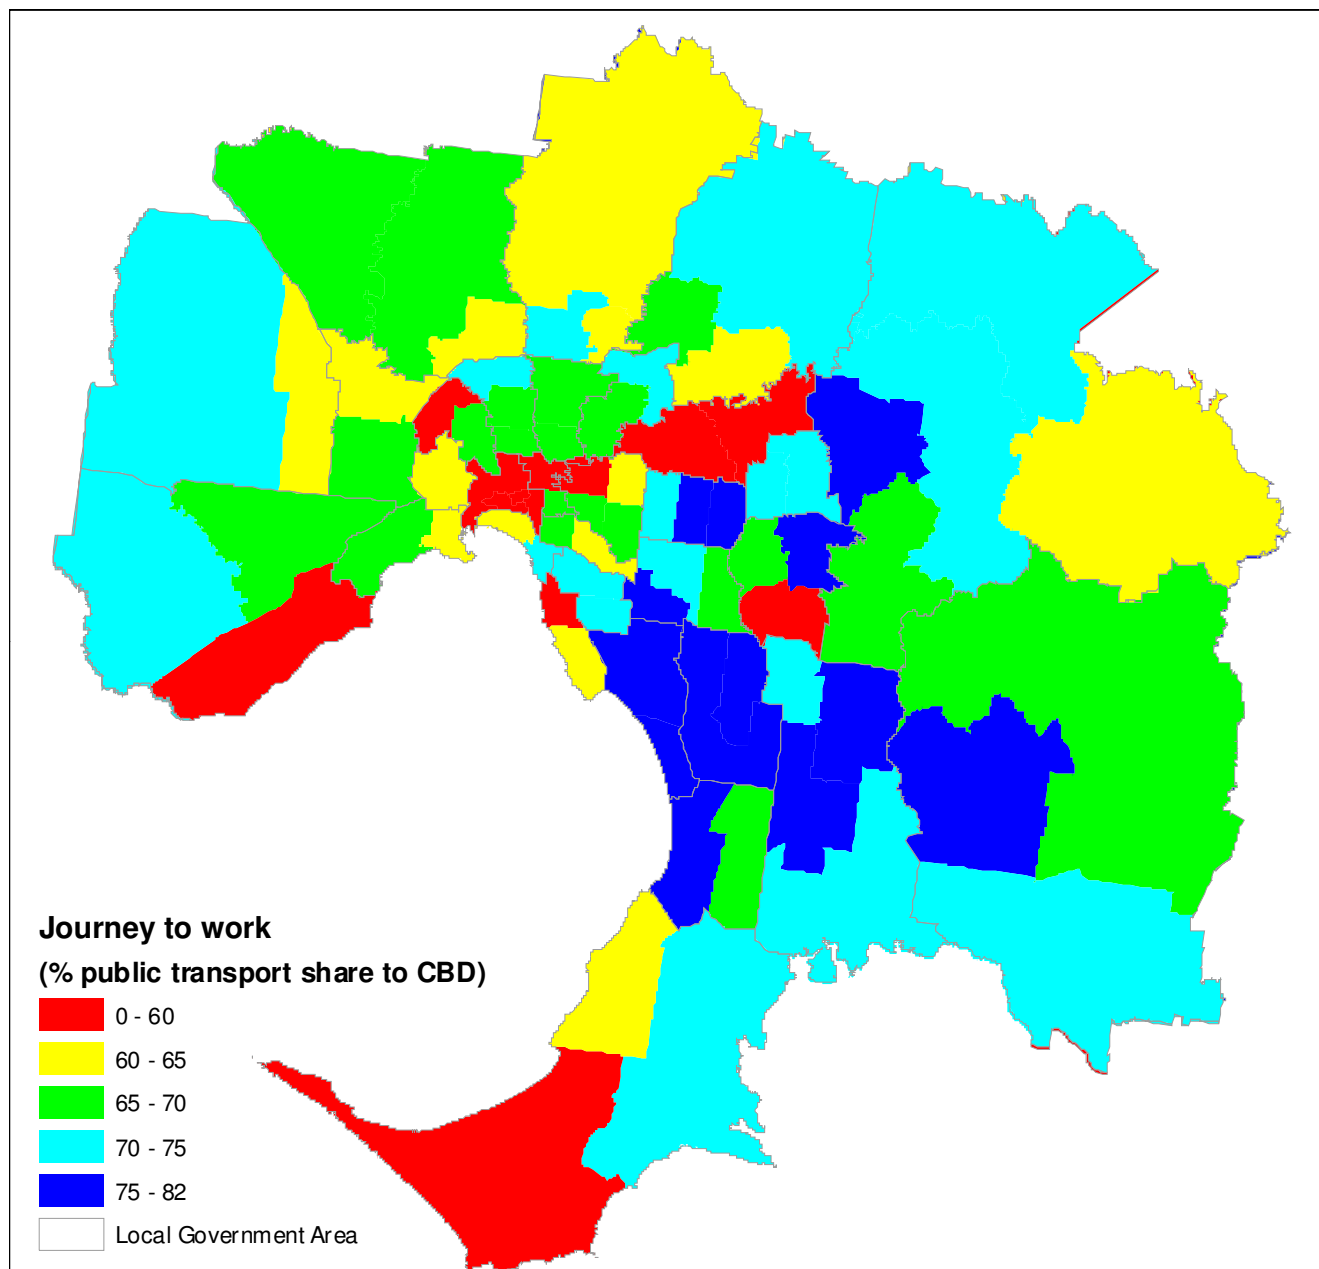 Journey to work
(% public transport share to CBD)
0 - 60
60 - 65
65 - 70
70 - 75
75 - 82
Local Government Area